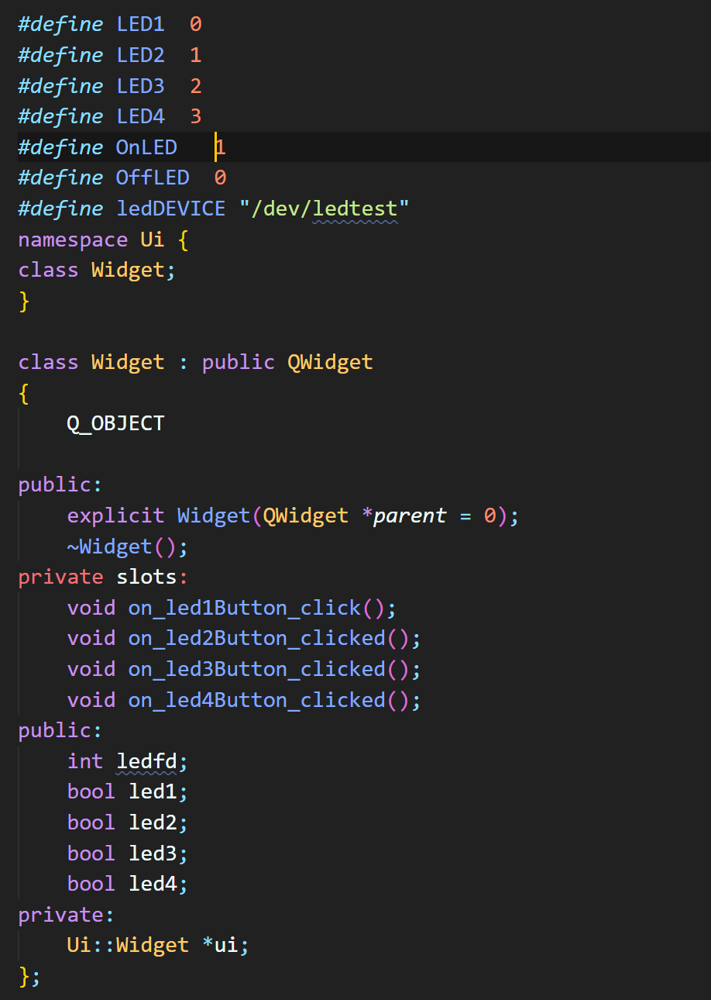 #define LED1  0
#define LED2  1
#define LED3  2
#define LED4  3
#define OnLED   1
#define OffLED  0
#define ledDEVICE "/dev/ledtest"
namespace Ui {
class Widget;
}

class Widget : public QWidget
{
    Q_OBJECT

public:
    explicit Widget(QWidget *parent = 0);
    ~Widget();
private slots:
    void on_led1Button_click();
    void on_led2Button_clicked();
    void on_led3Button_clicked();
    void on_led4Button_clicked();
public:
    int ledfd;
    bool led1;
    bool led2;
    bool led3;
    bool led4;
private:
    Ui::Widget *ui;
};